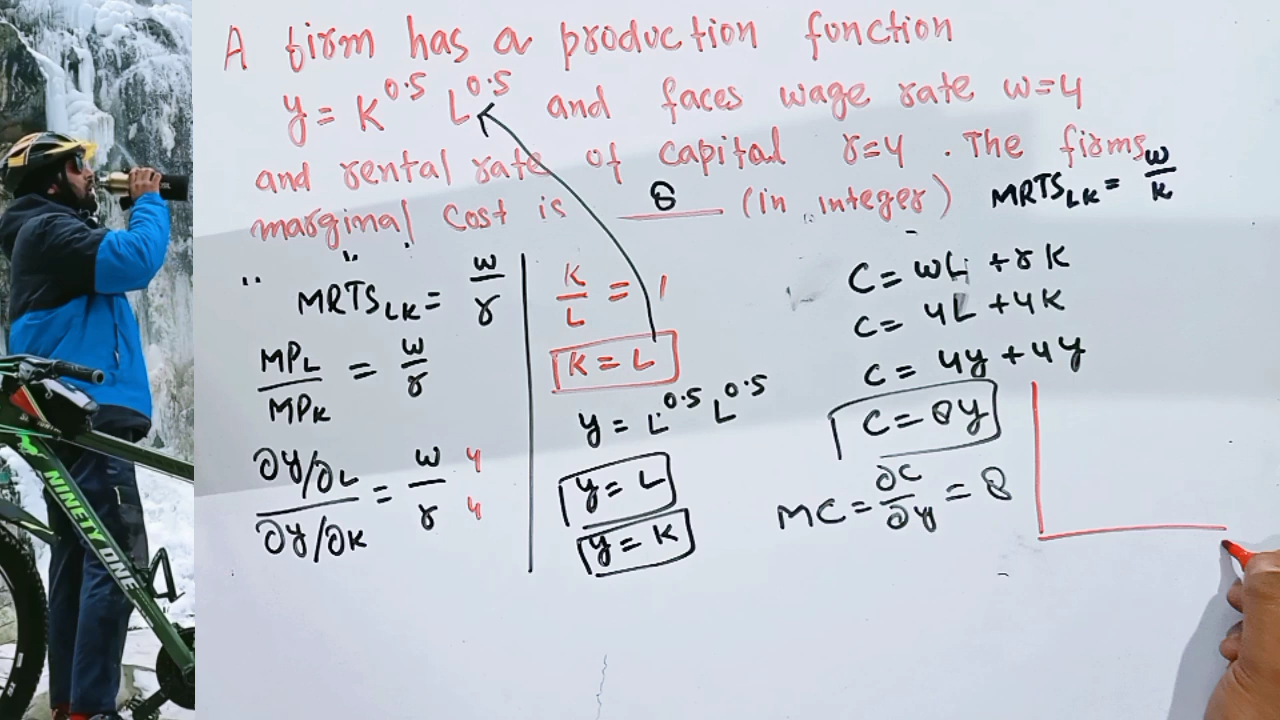 A firm has a production function
y = K^0.5 L^0.5 and faces wage rate w=4
and rental rate of capital r=4 . The firms
marginal cost is 8 (in integer)
MRTS_LK = w/k
MRTS_LK = w/r
MP_L/MP_K = w/r
∂y/∂L / ∂y/∂K = w/r 4 4
K/L = 1
K = L
y = L^0.5 L^0.5
y = L
y = K
C = wL + rK
C = 4L + 4K
C = 4y + 4y
C = 8y
MC = ∂C/∂y = 8
NINETY ONE